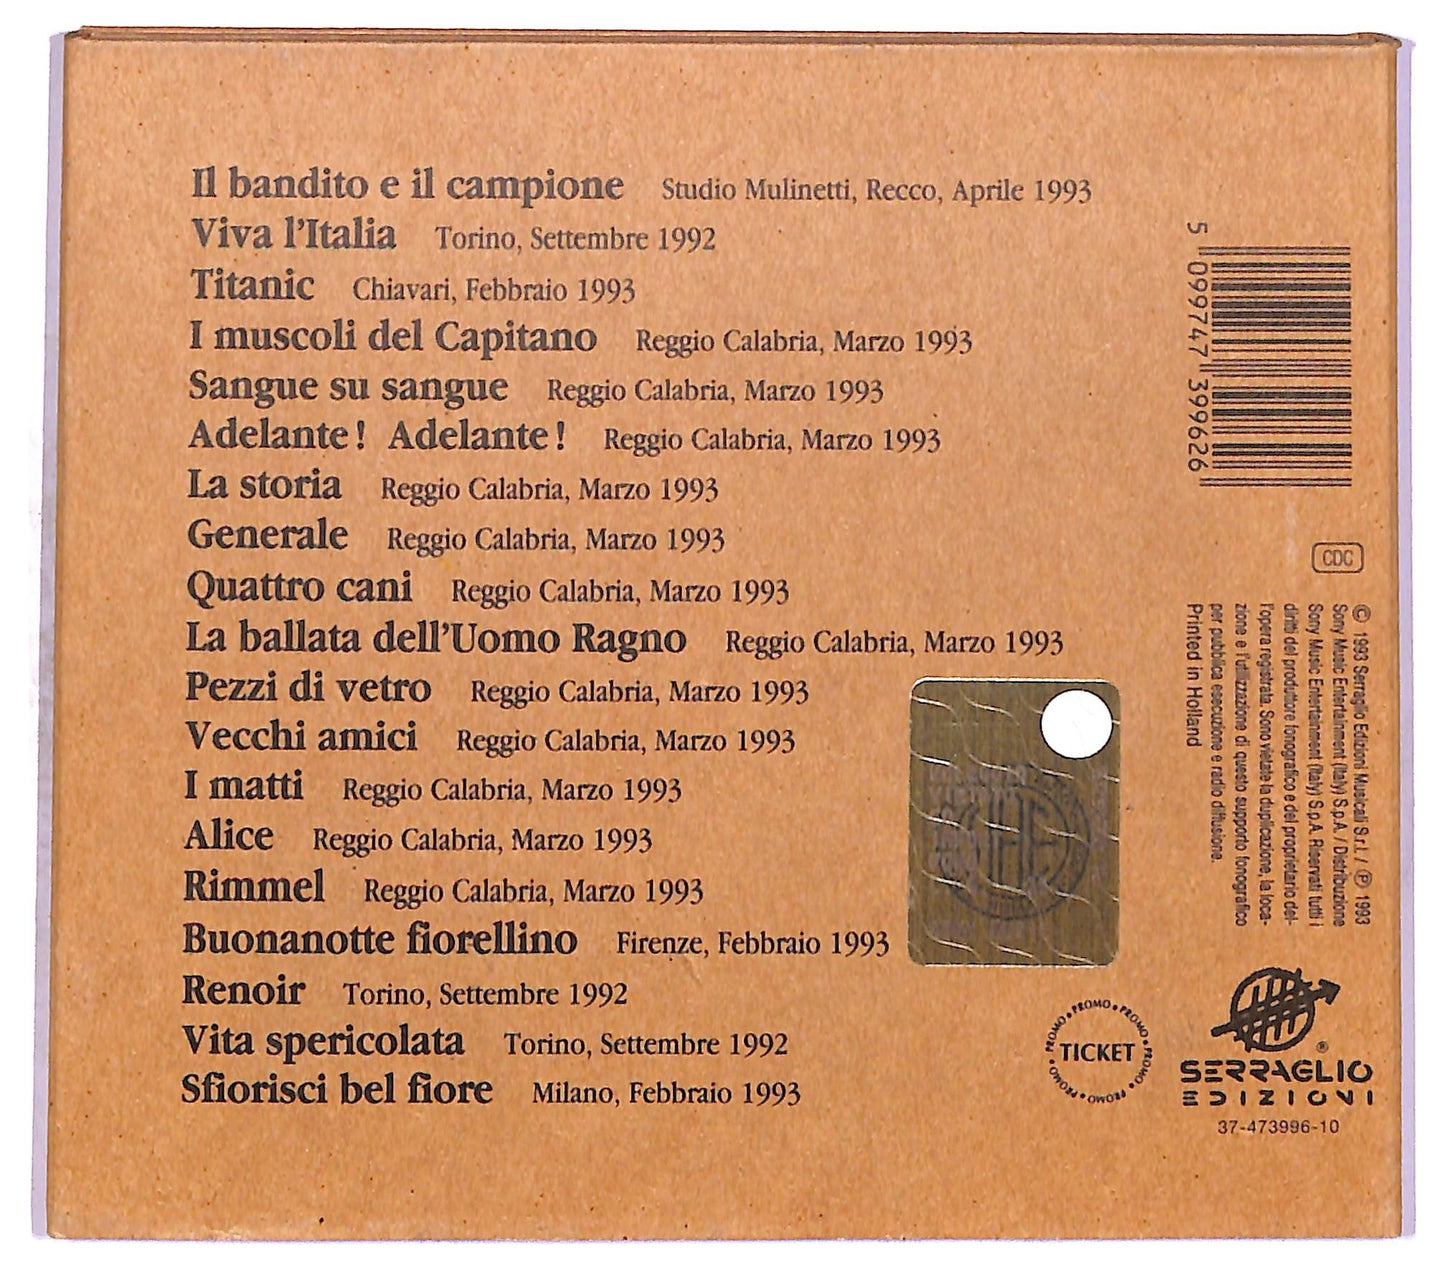 Il bandito e il campione Studio Mulinetti, Recco, Aprile 1993
Viva l'Italia Torino, Settembre 1992
Titanic Chiavari, Febbraio 1993
I muscoli del Capitano Reggio Calabria, Marzo 1993
Sangue su sangue Reggio Calabria, Marzo 1993
Adelante! Adelante! Reggio Calabria, Marzo 1993
La storia Reggio Calabria, Marzo 1993
Generale Reggio Calabria, Marzo 1993
Quattro cani Reggio Calabria, Marzo 1993
La ballata dell'Uomo Ragno Reggio Calabria, Marzo 1993
Pezzi di vetro Reggio Calabria, Marzo 1993
Vecchi amici Reggio Calabria, Marzo 1993
I matti Reggio Calabria, Marzo 1993
Alice Reggio Calabria, Marzo 1993
Rimmel Reggio Calabria, Marzo 1993
Buonanotte fiorellino Firenze, Febbraio 1993
Renoir Torino, Settembre 1992
Vita spericolata Torino, Settembre 1992
Sfiorisci bel fiore Milano, Febbraio 1993
5 099747 399626
CDC
© 1993 Serraglio Edizioni Musicali S.r.l. / ℗ 1993
Sony Music Entertainment (Italy) S.p.A. / Distribuzione
Sony Music Entertainment (Italy) S.p.A. Riservati tutti i
diritti del produttore fonografico e del proprietario del-
l'opera registrata. Sono vietate la duplicazione, la loca-
zione e l'utilizzazione di questo supporto fonografico
per pubblica esecuzione e radio diffusione.
Printed in Holland
PROMO • PROMO • PROMO • PROMO • PROMO • PROMO •
TICKET
®
SERRAGLIO
EDIZIONI
37-473996-10